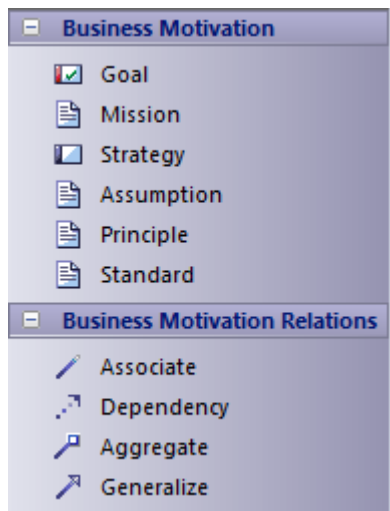 Business Motivation
Goal
Mission
Strategy
Assumption
Principle
Standard
Business Motivation Relations
Associate
Dependency
Aggregate
Generalize